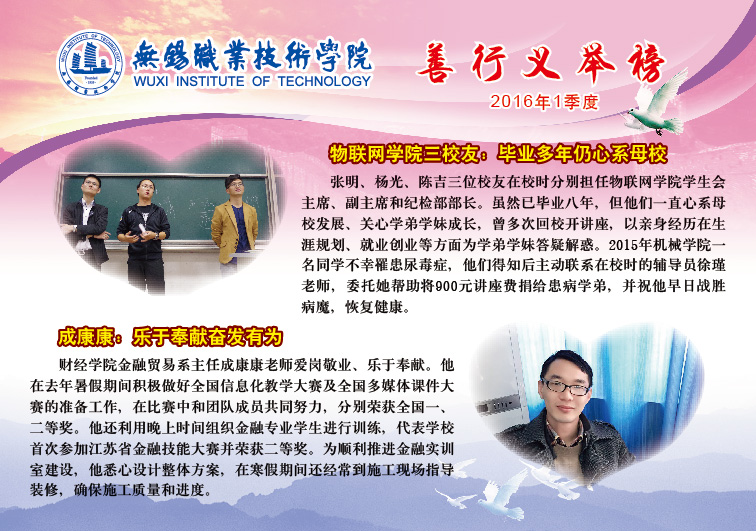 無錫職業技術學院
WUXI INSTITUTE OF TECHNOLOGY
WUXI INSTITUTE OF TECHNOLOGY
善行义举榜
2016年1季度
物联网学院三校友：毕业多年仍心系母校
张明、杨光、陈吉三位校友在校时分别担任物联网学院学生会
主席、副主席和纪检部部长。虽然已毕业八年，但他们一直心系母
校发展、关心学弟学妹成长，曾多次回校开讲座，以亲身经历在生
涯规划、就业创业等方面为学弟学妹答疑解惑。2015年机械学院一
名同学不幸罹患尿毒症，他们得知后主动联系在校时的辅导员徐瑾
老师，委托她帮助将900元讲座费捐给患病学弟，并祝他早日战胜
病魔，恢复健康。
成康康：乐于奉献奋发有为
财经学院金融贸易系主任成康康老师爱岗敬业、乐于奉献。他
在去年暑假期间积极做好全国信息化教学大赛及全国多媒体课件大
赛的准备工作，在比赛中和团队成员共同努力，分别荣获全国一、
二等奖。他还利用晚上时间组织金融专业学生进行训练，代表学校
首次参加江苏省金融技能大赛并荣获二等奖。为顺利推进金融实训
室建设，他悉心设计整体方案，在寒假期间还经常到施工现场指导
装修，确保施工质量和进度。